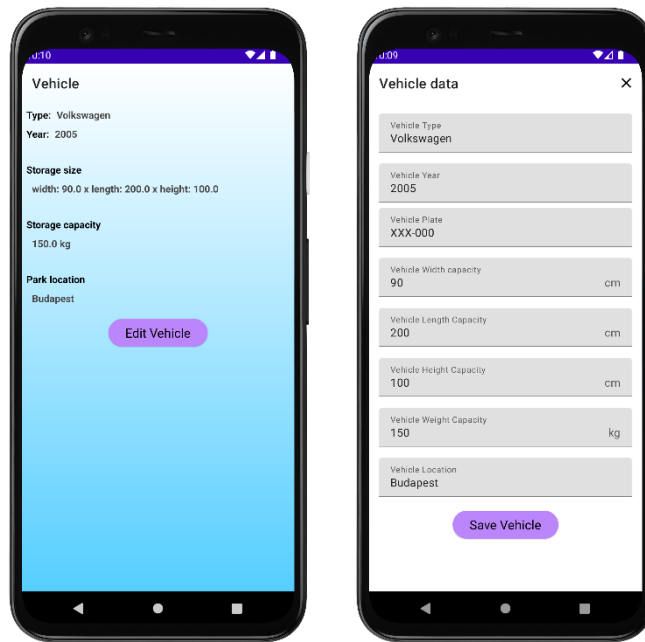 10:10
Vehicle
Type: Volkswagen
Year: 2005
Storage size
width: 90.0 x length: 200.0 x height: 100.0
Storage capacity
150.0 kg
Park location
Budapest
Edit Vehicle
10:09
Vehicle data
Vehicle Type
Volkswagen
Vehicle Year
2005
Vehicle Plate
XXX-000
Vehicle Width capacity
90 cm
Vehicle Length Capacity
200 cm
Vehicle Height Capacity
100 cm
Vehicle Weight Capacity
150 kg
Vehicle Location
Budapest
Save Vehicle